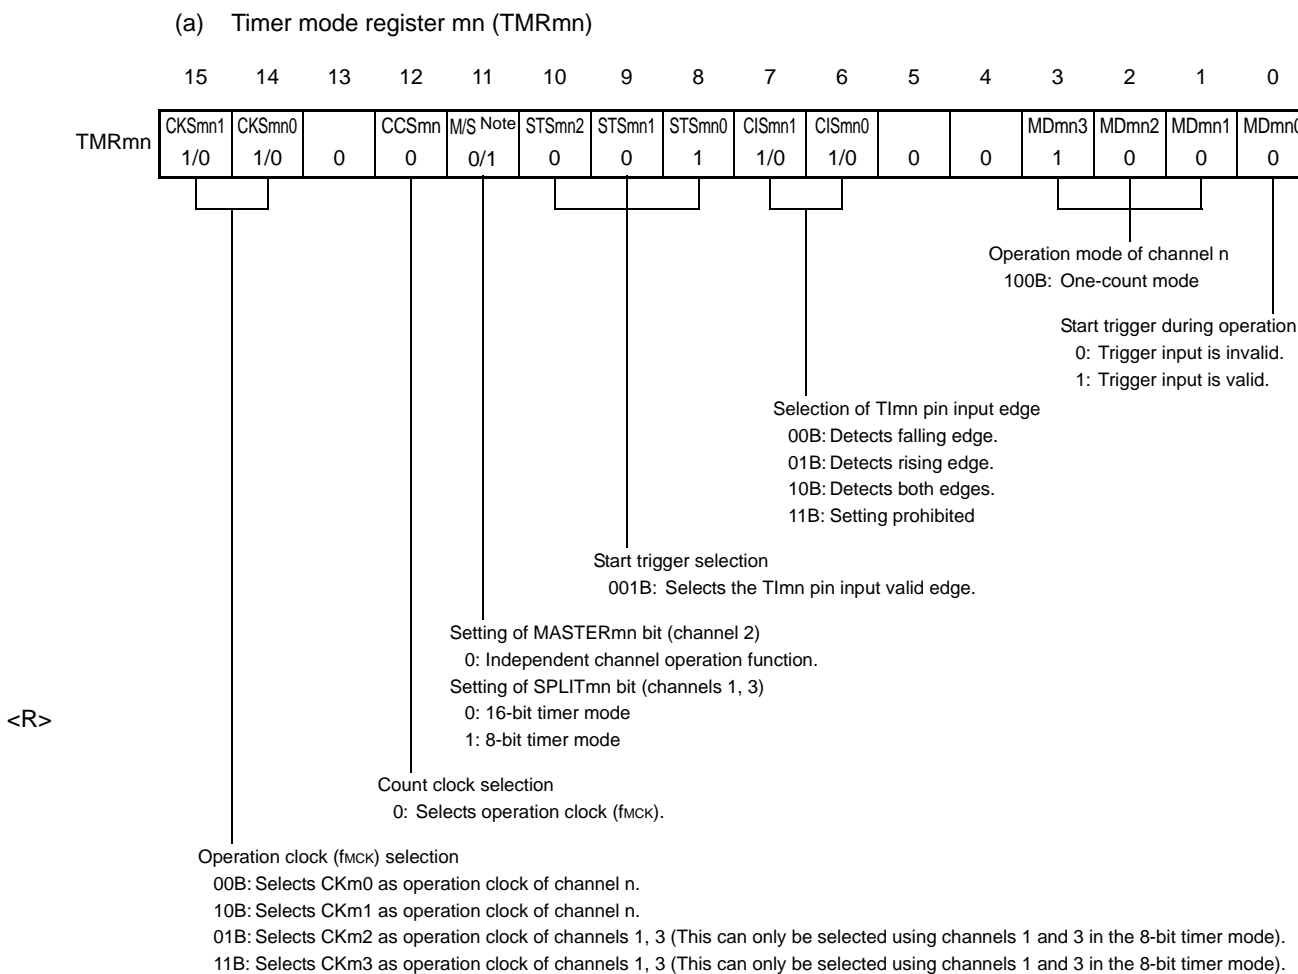 (a) Timer mode register mn (TMRmn)
15 14 13 12 11 10 9 8 7 6 5 4 3 2 1 0
TMRmn
CKSmn1 CKSmn0 CCSmn M/S Note STSmn2 STSmn1 STSmn0 CISmn1 CISmn0 MDmn3 MDmn2 MDmn1 MDmn0
1/0 1/0 0 0 0/1 0 0 1 1/0 1/0 0 0 1 0 0 0
Operation mode of channel n
100B: One-count mode
Start trigger during operation
0: Trigger input is invalid.
1: Trigger input is valid.
Selection of TImn pin input edge
00B: Detects falling edge.
01B: Detects rising edge.
10B: Detects both edges.
11B: Setting prohibited
Start trigger selection
001B: Selects the TImn pin input valid edge.
Setting of MASTERmn bit (channel 2)
0: Independent channel operation function.
Setting of SPLITmn bit (channels 1, 3)
<R>
0: 16-bit timer mode
1: 8-bit timer mode
Count clock selection
0: Selects operation clock (fMCK).
Operation clock (fMCK) selection
00B: Selects CKm0 as operation clock of channel n.
10B: Selects CKm1 as operation clock of channel n.
01B: Selects CKm2 as operation clock of channels 1, 3 (This can only be selected using channels 1 and 3 in the 8-bit timer mode).
11B: Selects CKm3 as operation clock of channels 1, 3 (This can only be selected using channels 1 and 3 in the 8-bit timer mode).